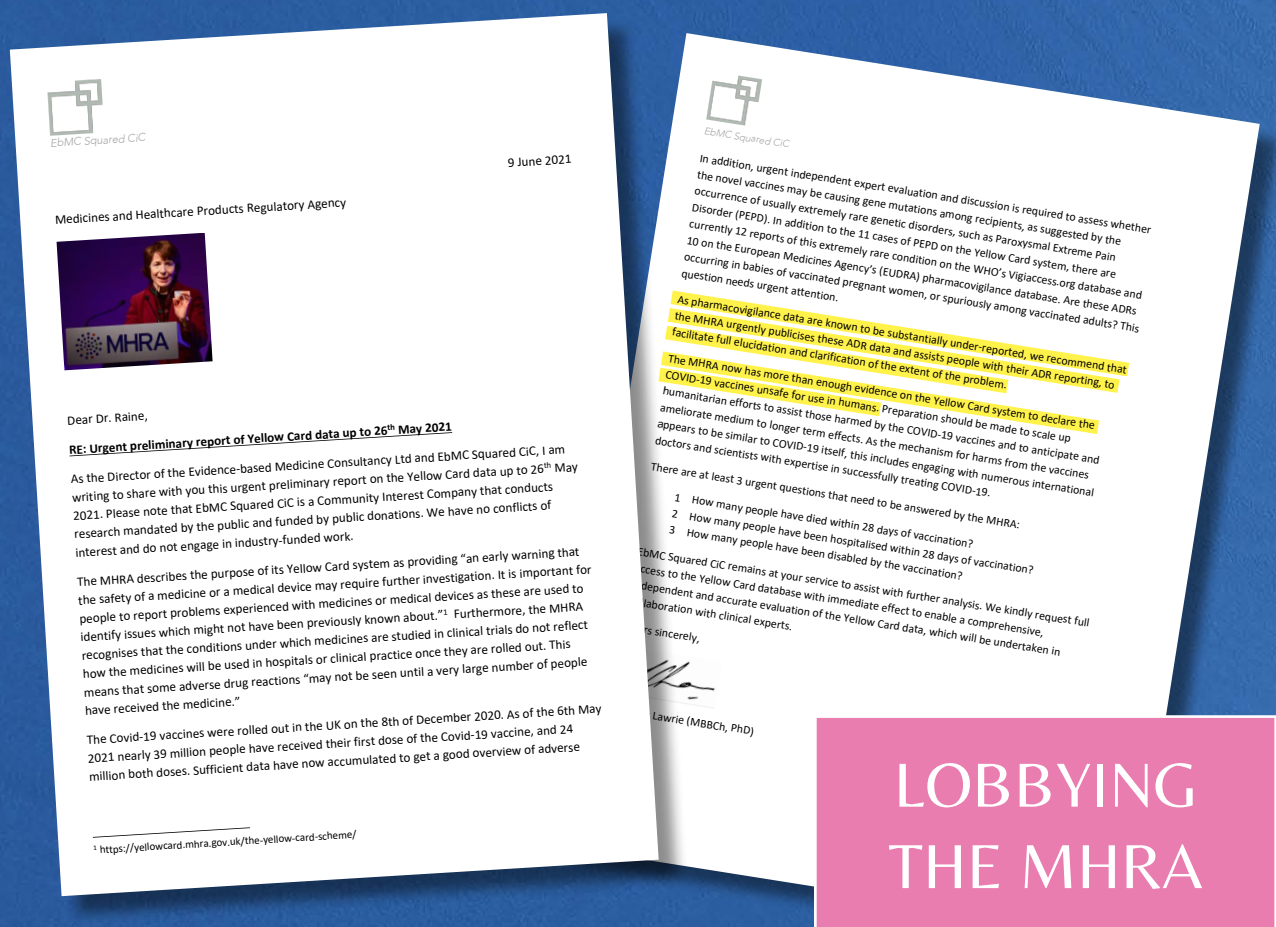 EbMC Squared CiC
9 June 2021
Medicines and Healthcare Products Regulatory Agency
MHRA
Dear Dr. Raine,
RE: Urgent preliminary report of Yellow Card data up to 26th May 2021
As the Director of the Evidence-based Medicine Consultancy Ltd and EbMC Squared CiC, I am
writing to share with you this urgent preliminary report on the Yellow Card data up to 26th May
2021. Please note that EbMC Squared CiC is a Community Interest Company that conducts
research mandated by the public and funded by public donations. We have no conflicts of
interest and do not engage in industry-funded work.
The MHRA describes the purpose of its Yellow Card system as providing “an early warning that
the safety of a medicine or a medical device may require further investigation. It is important for
people to report problems experienced with medicines or medical devices as these are used to
identify issues which might not have been previously known about.”1 Furthermore, the MHRA
recognises that the conditions under which medicines are studied in clinical trials do not reflect
how the medicines will be used in hospitals or clinical practice once they are rolled out. This
means that some adverse drug reactions “may not be seen until a very large number of people
have received the medicine.”
The Covid-19 vaccines were rolled out in the UK on the 8th of December 2020. As of the 6th May
2021 nearly 39 million people have received their first dose of the Covid-19 vaccine, and 24
million both doses. Sufficient data have now accumulated to get a good overview of adverse
1 https://yellowcard.mhra.gov.uk/the-yellow-card-scheme/
EbMC Squared CiC
In addition, urgent independent expert evaluation and discussion is required to assess whether
the novel vaccines may be causing gene mutations among recipients, as suggested by the
occurrence of usually extremely rare genetic disorders, such as Paroxysmal Extreme Pain
Disorder (PEPD). In addition to the 11 cases of PEPD on the Yellow Card system, there are
currently 12 reports of this extremely rare condition on the WHO’s Vigiaccess.org database and
10 on the European Medicines Agency’s (EUDRA) pharmacovigilance database. Are these ADRs
occurring in babies of vaccinated pregnant women, or spuriously among vaccinated adults? This
question needs urgent attention.
As pharmacovigilance data are known to be substantially under-reported, we recommend that
the MHRA urgently publicises these ADR data and assists people with their ADR reporting, to
facilitate full elucidation and clarification of the extent of the problem.
The MHRA now has more than enough evidence on the Yellow Card system to declare the
COVID-19 vaccines unsafe for use in humans. Preparation should be made to scale up
humanitarian efforts to assist those harmed by the COVID-19 vaccines and to anticipate and
ameliorate medium to longer term effects. As the mechanism for harms from the vaccines
appears to be similar to COVID-19 itself, this includes engaging with numerous international
doctors and scientists with expertise in successfully treating COVID-19.
There are at least 3 urgent questions that need to be answered by the MHRA:
1 How many people have died within 28 days of vaccination?
2 How many people have been hospitalised within 28 days of vaccination?
3 How many people have been disabled by the vaccination?
EbMC Squared CiC remains at your service to assist with further analysis. We kindly request full
access to the Yellow Card database with immediate effect to enable a comprehensive,
independent and accurate evaluation of the Yellow Card data, which will be undertaken in
collaboration with clinical experts.
sincerely,
Lawrie (MBBCh, PhD)
LOBBYING
THE MHRA